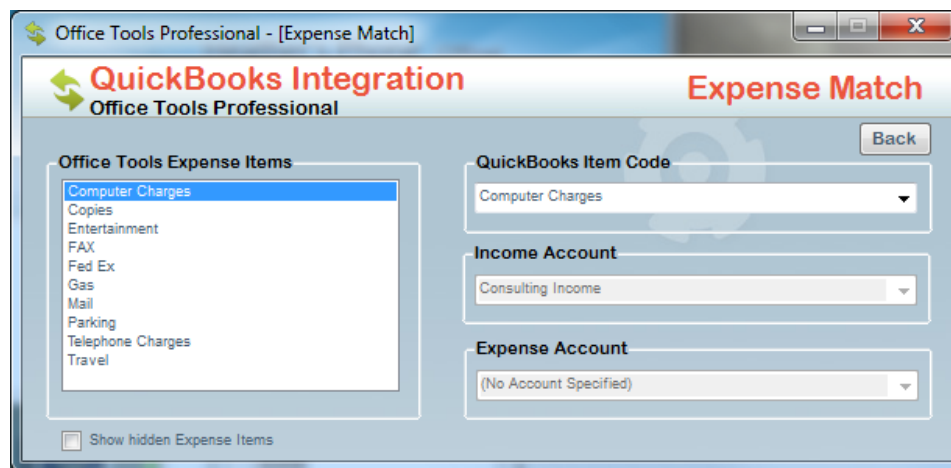 Office Tools Professional - [Expense Match]
QuickBooks Integration
Office Tools Professional
Expense Match
Back
Office Tools Expense Items
Computer Charges
Copies
Entertainment
FAX
Fed Ex
Gas
Mail
Parking
Telephone Charges
Travel
Show hidden Expense Items
QuickBooks Item Code
Computer Charges
Income Account
Consulting Income
Expense Account
(No Account Specified)